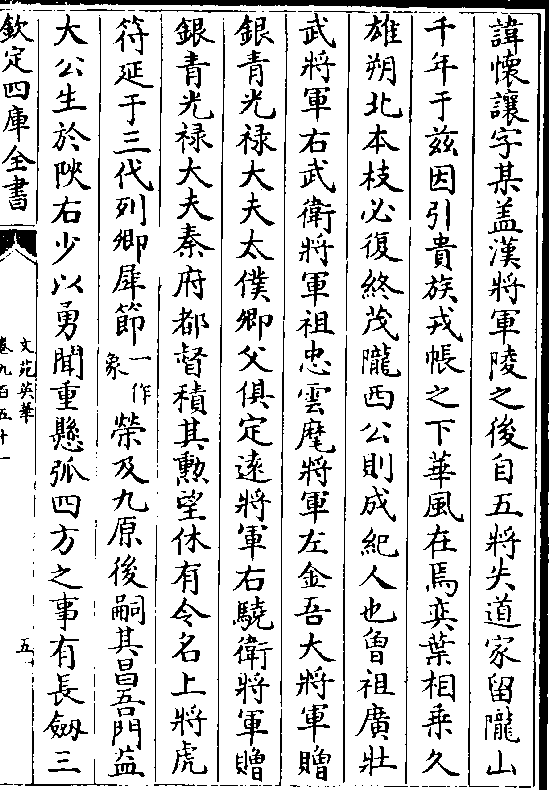 諱懷讓字某盖漢將軍陵之後自五將失道家留隴山
千年于兹因引貴族戎帳之下華風在焉奕葉相乗久
雄朔北本枝必復終茂隴西公則成紀人也曾祖廣壯
武將軍右武衛將軍祖忠雲麾將軍左金吾大將軍贈
銀青光禄大夫太僕卿父俱定逺將軍右驍衛將軍贈
銀青光禄大夫秦府都督積其勲望休有令名上將虎
符延于三代列卿犀節一作象榮及九原後嗣其昌吾門益
大公生於陜右少以勇聞重懸弧四方之事有長劔三
欽定四庫全書
文苑英華
卷九百五十一
五